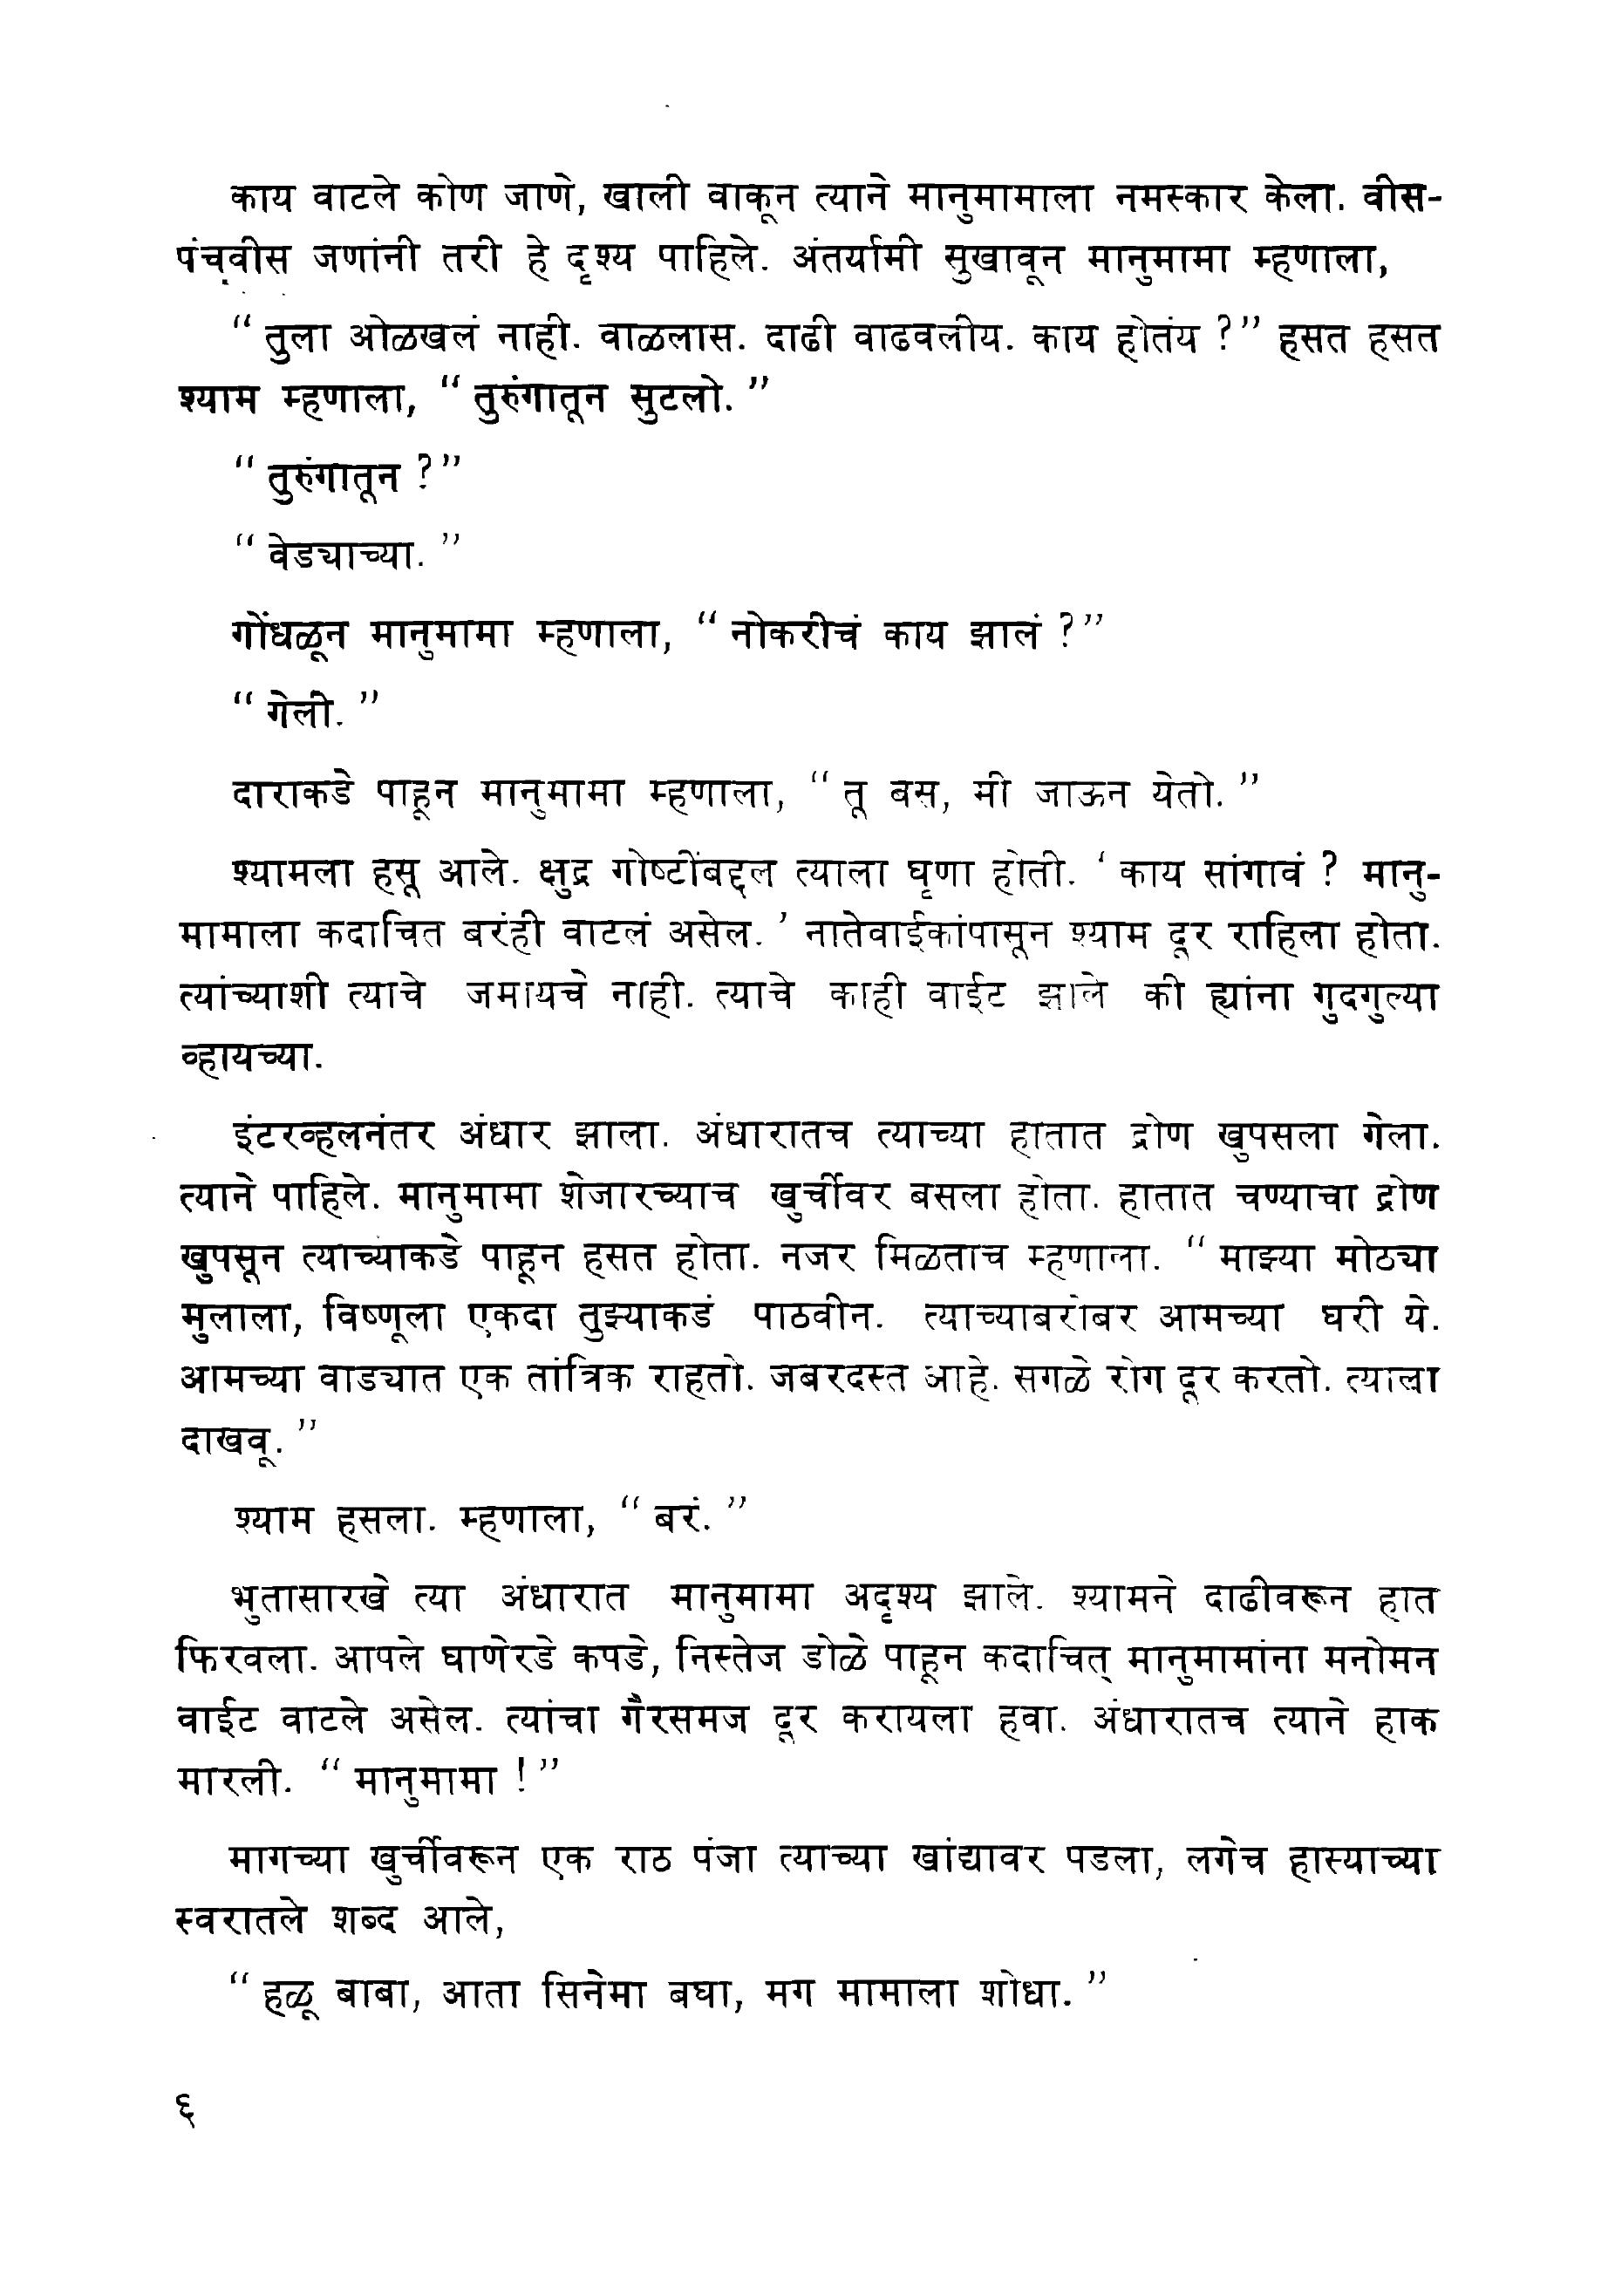 काय वाटले कोण जाणे, खाली वाकून त्याने मानुमामाला नमस्कार केला. वीस-
पंचवीस जणांनी तरी हे दृश्य पाहिले. अंतर्यामी सुखावून मानुमामा म्हणाला,
“ तुला ओळखलं नाही. वाळलास. दाढी वाढवलीय. काय होतंय ?” हसत हसत
श्याम म्हणाला, “ तुरुंगातून सुटलो. ”
“ तुरुंगातून ?”
“ वेड्याच्या. ”
गोंधळून मानुमामा म्हणाला, “ नोकरीचं काय झालं ?”
“ गेली. ”
दाराकडे पाहून मानुमामा म्हणाला, “ तू बस, मी जाऊन येतो. ”
श्यामला हसू आले. क्षुद्र गोष्टींबद्दल त्याला घृणा होती. ‘ काय सांगावं ? मानु-
मामाला कदाचित बरंही वाटलं असेल. ’ नातेवाईकांपासून श्याम दूर राहिला होता.
त्यांच्याशी त्याचे जमायचे नाही. त्याचे काही वाईट झाले की ह्यांना गुदगुल्या
व्हायच्या.
इंटरव्हलनंतर अंधार झाला. अंधारातच त्याच्या हातात द्रोण खुपसला गेला.
त्याने पाहिले. मानुमामा शेजारच्याच खुर्चीवर बसला होता. हातात चण्याचा द्रोण
खुपसून त्याच्याकडे पाहून हसत होता. नजर मिळताच म्हणाला. “ माझ्या मोठ्या
मुलाला, विष्णूला एकदा तुझ्याकडं पाठवीन. त्याच्याबरोबर आमच्या घरी ये.
आमच्या वाड्यात एक तांत्रिक राहतो. जबरदस्त आहे. सगळे रोग दूर करतो. त्याला
दाखवू. ”
श्याम हसला. म्हणाला, “ बरं. ”
भुतासारखे त्या अंधारात मानुमामा अदृश्य झाले. श्यामने दाढीवरून हात
फिरवला. आपले घाणेरडे कपडे, निस्तेज डोळे पाहून कदाचित् मानुमामांना मनोमन
वाईट वाटले असेल. त्यांचा गैरसमज दूर करायला हवा. अंधारातच त्याने हाक
मारली. “ मानुमामा !”
मागच्या खुर्चीवरून एक राठ पंजा त्याच्या खांद्यावर पडला, लगेच हास्याच्या
स्वरातले शब्द आले,
“ हळू बाबा, आता सिनेमा बघा, मग मामाला शोधा. ”
६